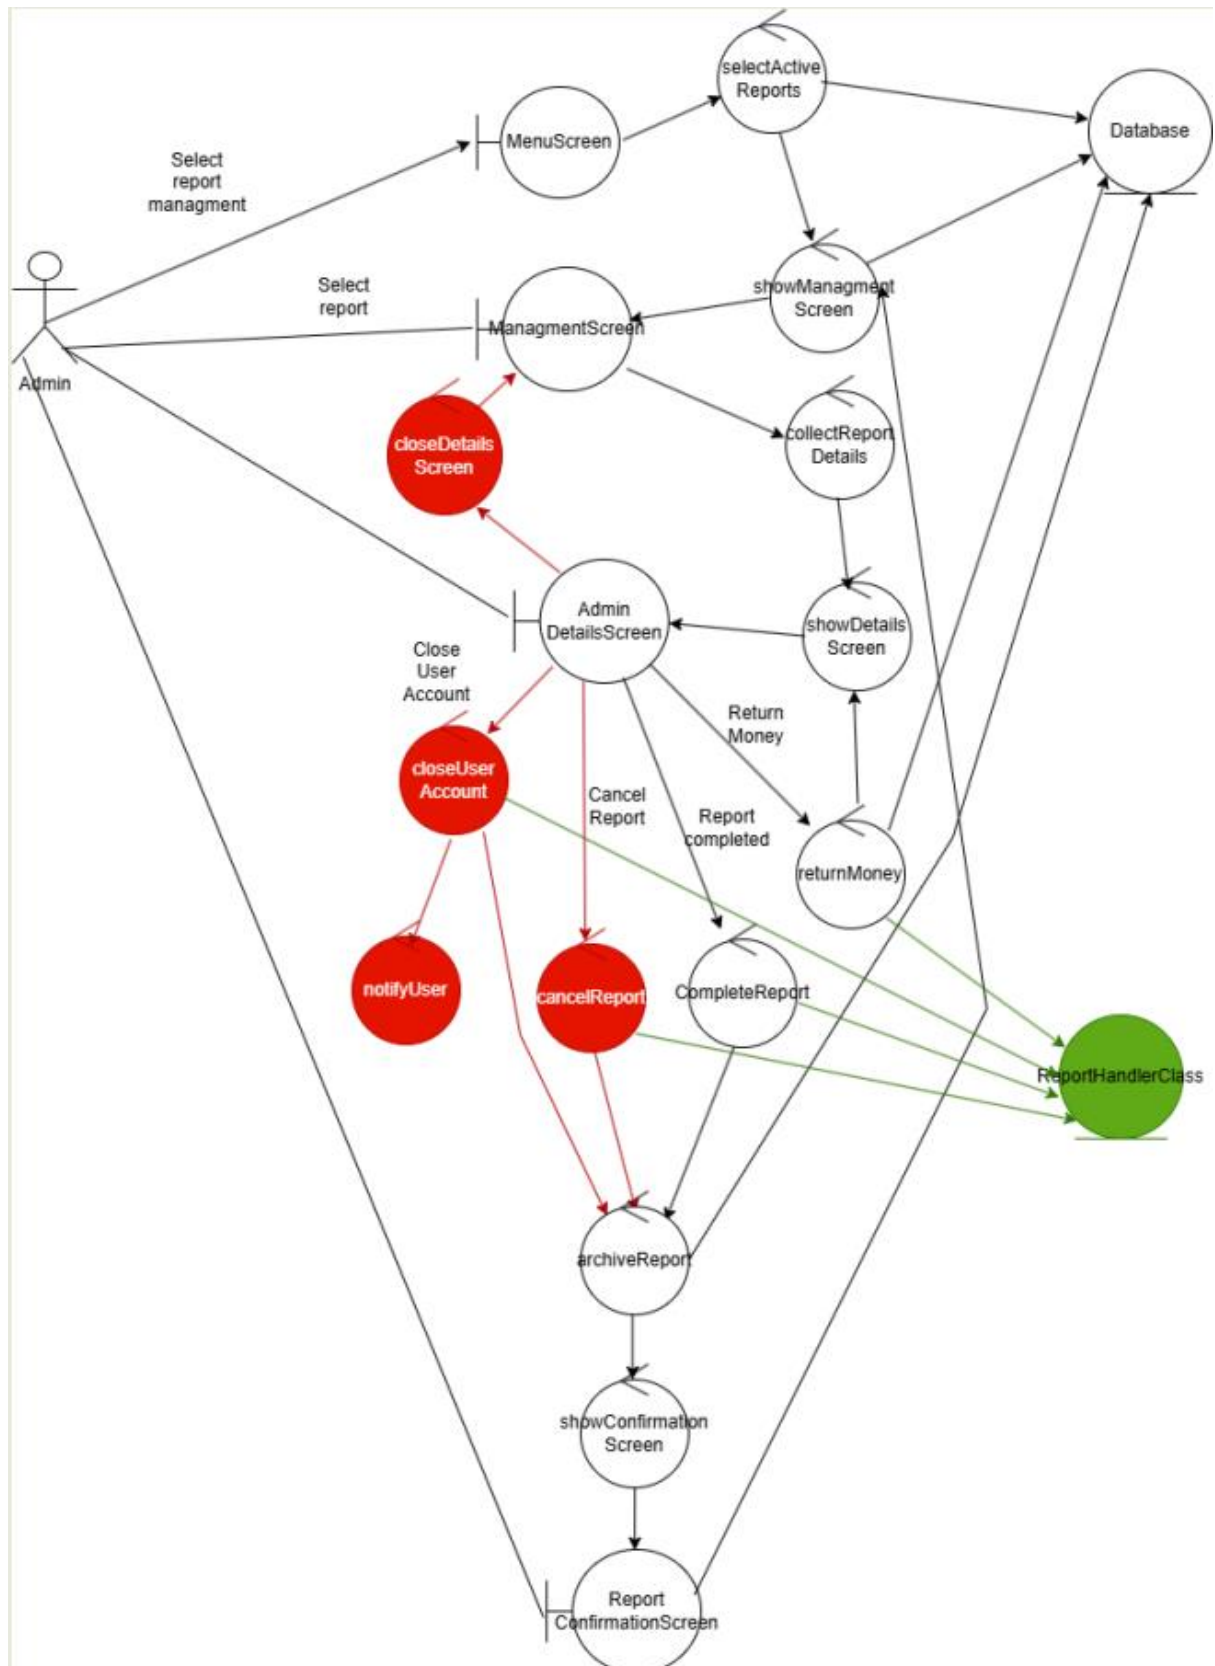 selectActive
Reports
Database
MenuScreen
Select
report
managment
Select
report
showManagment
Screen
ManagmentScreen
Admin
closeDetails
Screen
collectReport
Details
Admin
DetailsScreen
showDetails
Screen
Close
User
Account
Return
Money
closeUser
Account
Cancel
Report
Report
completed
returnMoney
notifyUser
cancelReport
CompleteReport
ReportHandlerClass
archiveReport
showConfirmation
Screen
Report
ConfirmationScreen